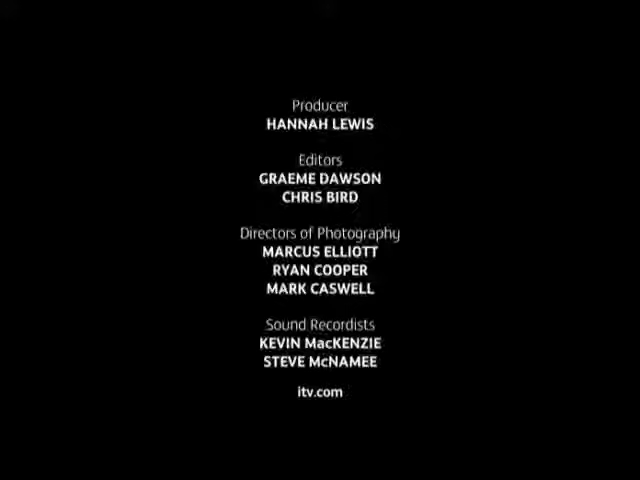 Producer
HANNAH LEWIS
Editors
GRAEME DAWSON
CHRIS BIRD
Directors of Photography
MARCUS ELLIOTT
RYAN COOPER
MARK CASWELL
Sound Recordists
KEVIN MacKENZIE
STEVE McNAMEE
itv.com